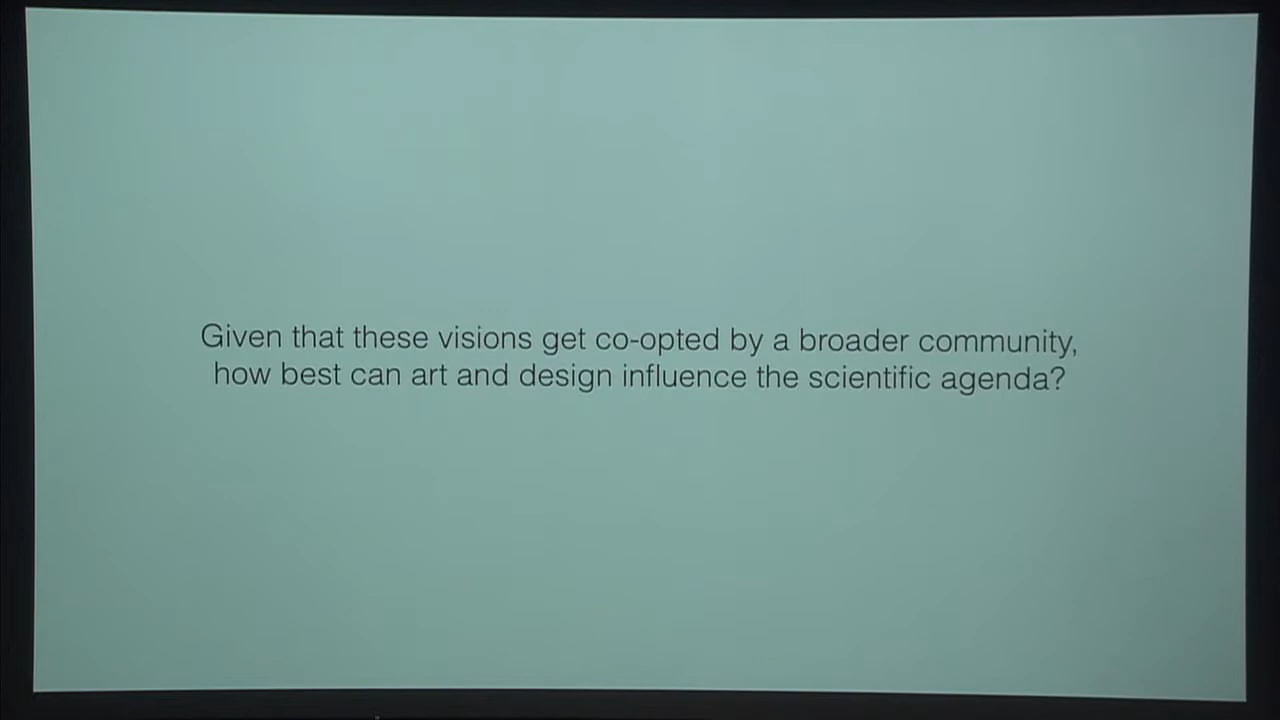 Given that these visions get co-opted by a broader community,
how best can art and design influence the scientific agenda?